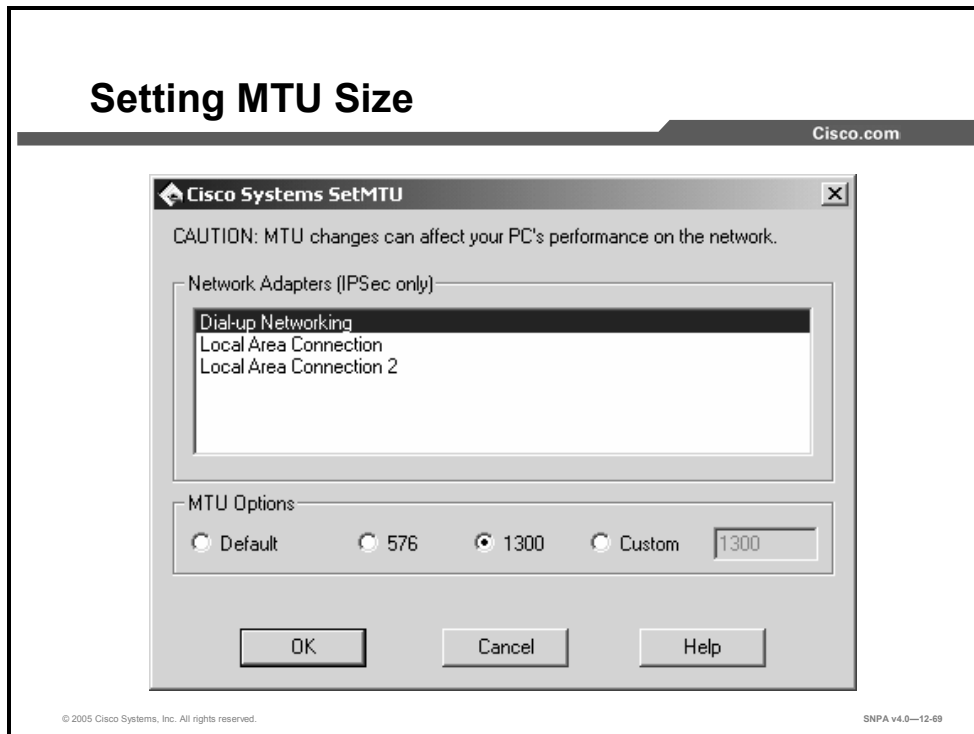 Setting MTU Size
Cisco.com
Cisco Systems SetMTU
CAUTION: MTU changes can affect your PC's performance on the network.
Network Adapters (IPSec only)
Dial-up Networking
Local Area Connection
Local Area Connection 2
MTU Options
Default 576 1300 Custom 1300
OK Cancel Help
© 2005 Cisco Systems, Inc. All rights reserved. SNPA v4.0—12-69